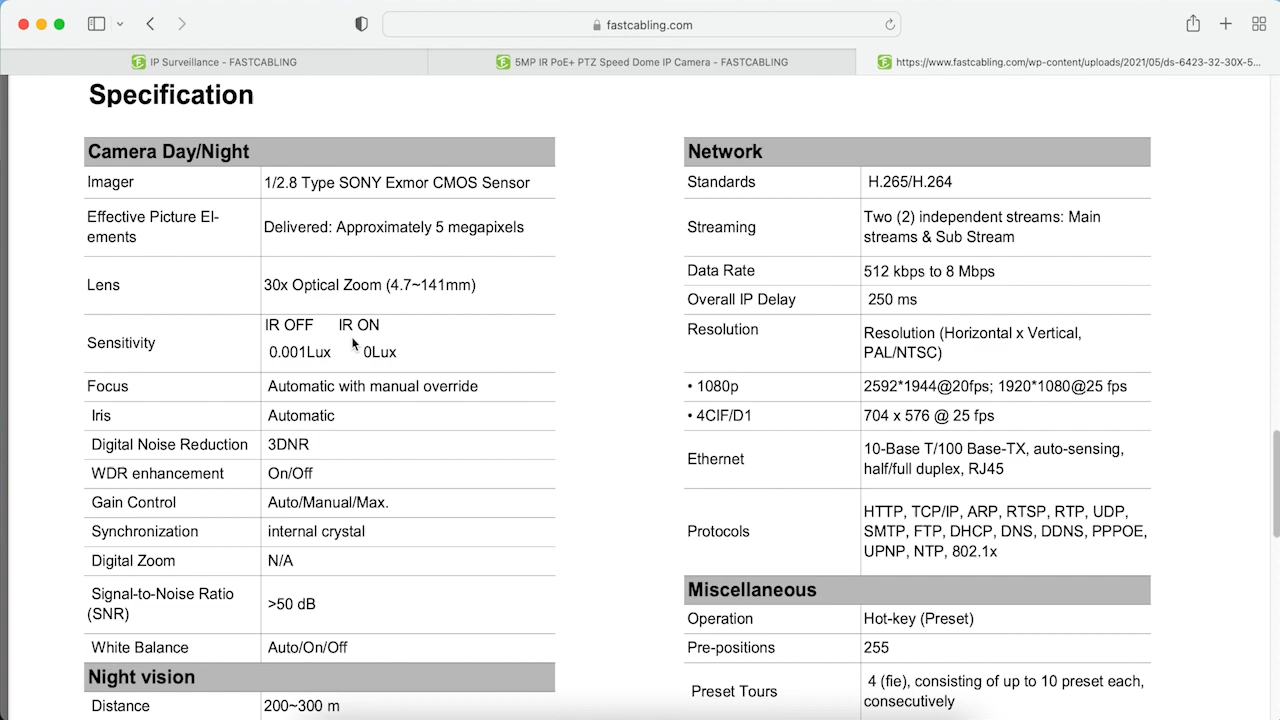 fastcabling.com
IP Surveillance - FASTCABLING
5MP IR PoE+ PTZ Speed Dome IP Camera - FASTCABLING
https://www.fastcabling.com/wp-content/uploads/2021/05/ds-6423-32-30X-5...
Specification
Camera Day/Night
Imager
1/2.8 Type SONY Exmor CMOS Sensor
Effective Picture El-
ements
Delivered: Approximately 5 megapixels
Lens
30x Optical Zoom (4.7~141mm)
Sensitivity
IR OFF IR ON
0.001Lux 0Lux
Focus
Automatic with manual override
Iris
Automatic
Digital Noise Reduction
3DNR
WDR enhancement
On/Off
Gain Control
Auto/Manual/Max.
Synchronization
internal crystal
Digital Zoom
N/A
Signal-to-Noise Ratio
(SNR)
>50 dB
White Balance
Auto/On/Off
Night vision
Distance
200~300 m
Network
Standards
H.265/H.264
Streaming
Two (2) independent streams: Main
streams & Sub Stream
Data Rate
512 kbps to 8 Mbps
Overall IP Delay
250 ms
Resolution
Resolution (Horizontal x Vertical,
PAL/NTSC)
• 1080p
2592*1944@20fps; 1920*1080@25 fps
• 4CIF/D1
704 x 576 @ 25 fps
Ethernet
10-Base T/100 Base-TX, auto-sensing,
half/full duplex, RJ45
Protocols
HTTP, TCP/IP, ARP, RTSP, RTP, UDP,
SMTP, FTP, DHCP, DNS, DDNS, PPPOE,
UPNP, NTP, 802.1x
Miscellaneous
Operation
Hot-key (Preset)
Pre-positions
255
Preset Tours
4 (fie), consisting of up to 10 preset each,
consecutively